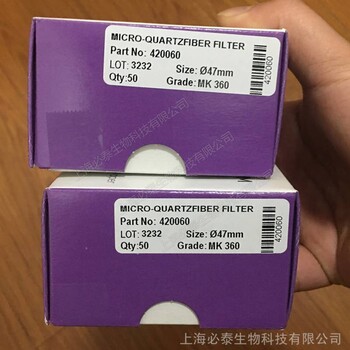 MICRO-QUARTZFIBER FILTER
Part No: 420060
LOT: 3232 Size: Ø47mm
Qty:50 Grade: MK 360
420060
MICRO-QUARTZFIBER FILTER
Part No: 420060
LOT: 3232 Size: Ø47mm
Qty:50 Grade: MK 360
420060
上海必泰生物科技有限公司